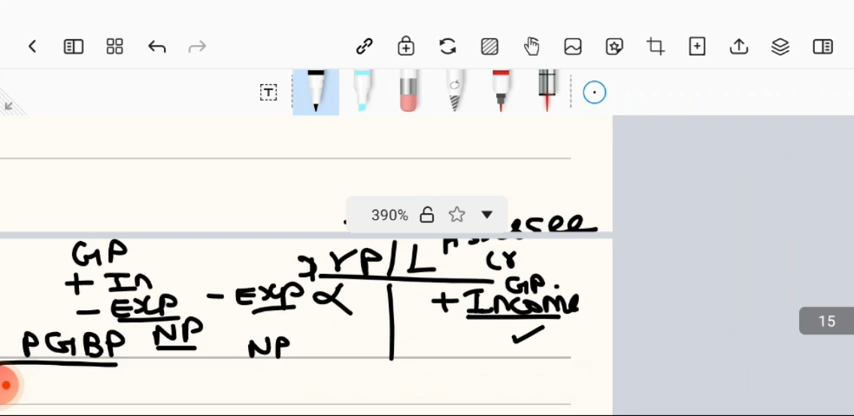 390%
GP
P/L
Cr
GP.
+ In
- EXP
- EXP
+ Income
NP
PGBP
NP
15